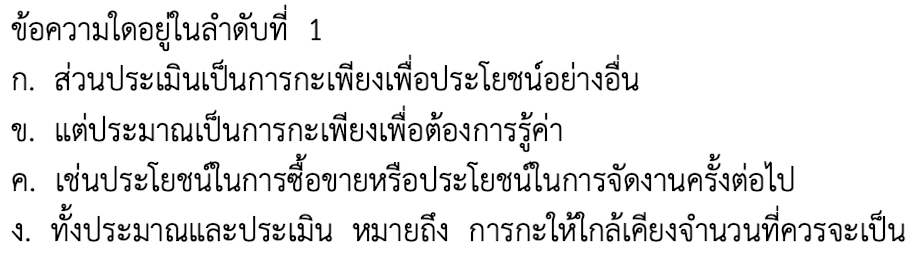 ข้อความใดอยู่ในลำดับที่ 1
ก. ส่วนประเมินเป็นการกะเพียงเพื่อประโยชน์อย่างอื่น
ข. แต่ประมาณเป็นการกะเพียงเพื่อต้องการรู้ค่า
ค. เช่นประโยชน์ในการซื้อขายหรือประโยชน์ในการจัดงานครั้งต่อไป
ง. ทั้งประมาณและประเมิน หมายถึง การกะให้ใกล้เคียงจำนวนที่ควรจะเป็น